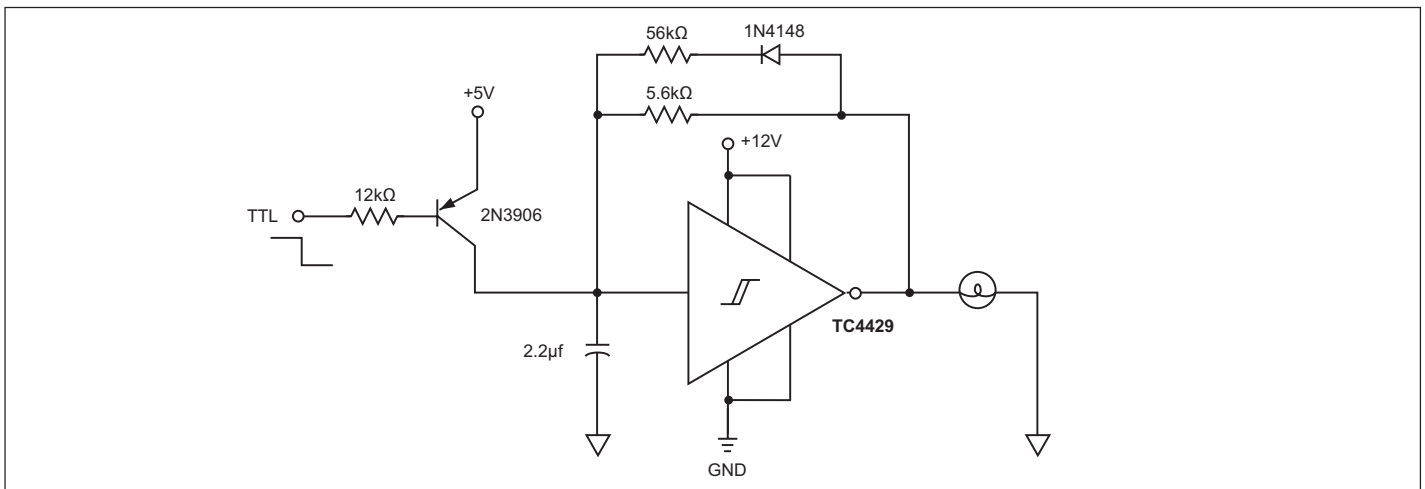 56kΩ
1N4148
5.6kΩ
+5V
+12V
12kΩ
TTL
2N3906
TC4429
2.2µf
GND